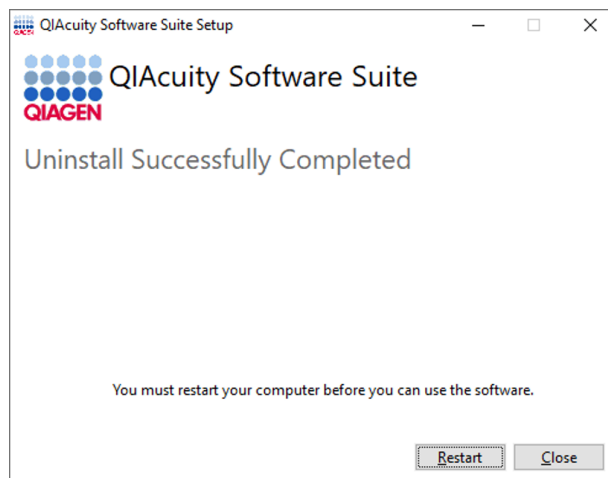 QIAcuity Software Suite Setup
QIAcuity Software Suite
QIAGEN
Uninstall Successfully Completed
You must restart your computer before you can use the software.
Restart Close